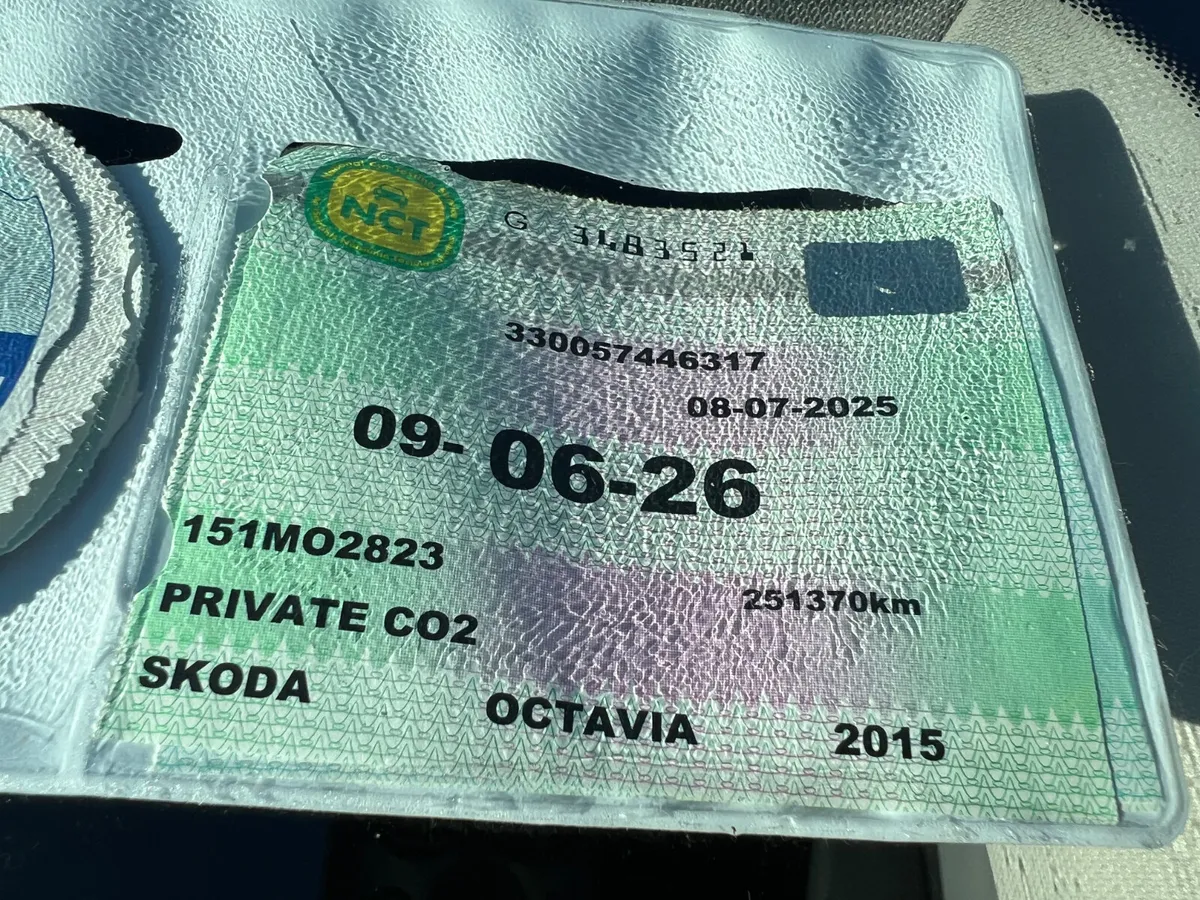 NCT
G 3483521
330057446317
08-07-2025
09-06-26
151MO2823
PRIVATE CO2
251370km
SKODA OCTAVIA 2015